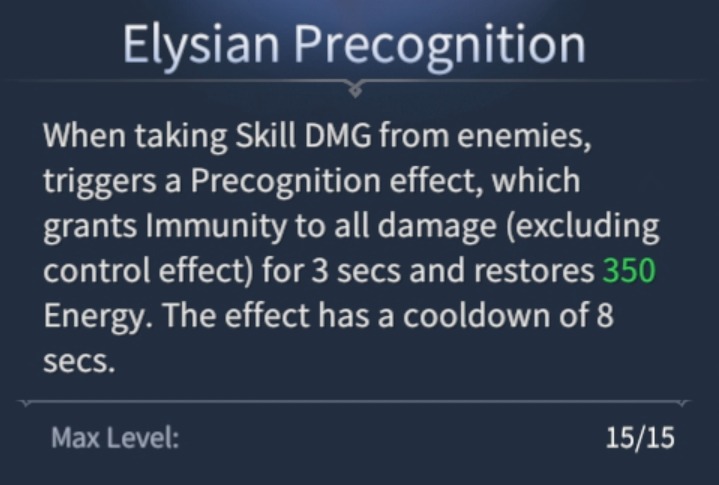 Elysian Precognition
When taking Skill DMG from enemies,
triggers a Precognition effect, which
grants Immunity to all damage (excluding
control effect) for 3 secs and restores 350
Energy. The effect has a cooldown of 8
secs.
Max Level: 15/15